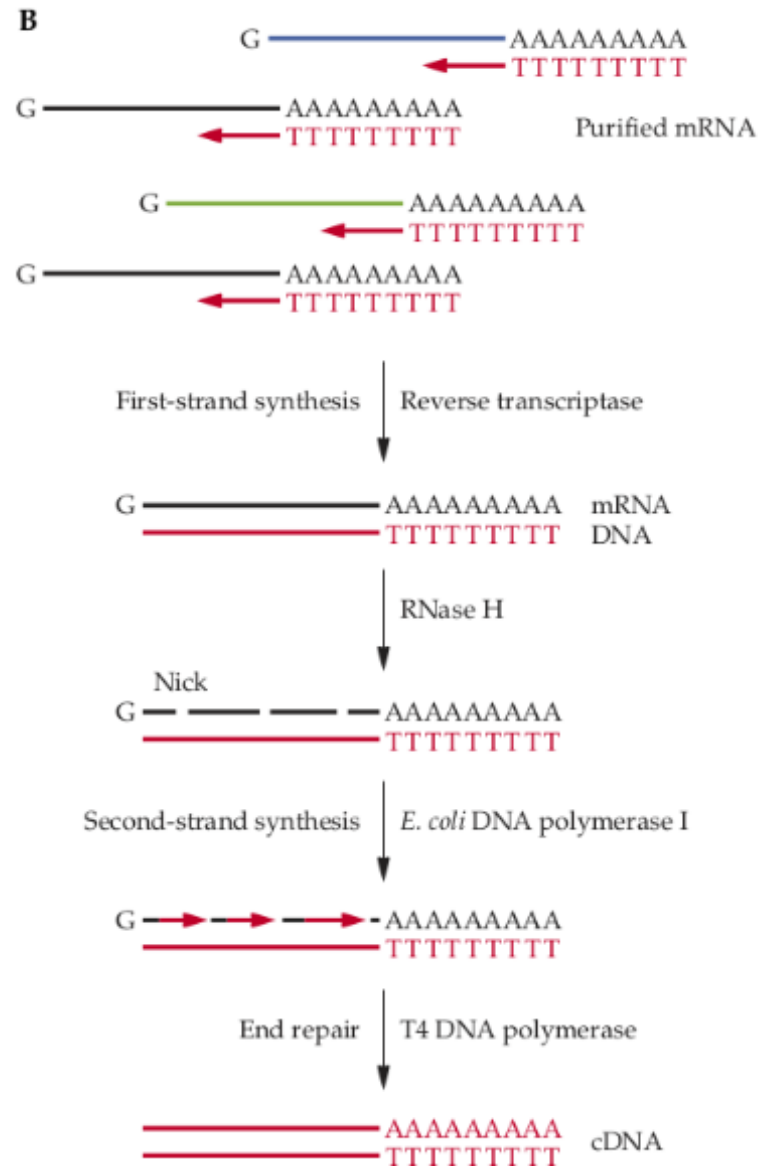 B
G AAAAAAAAA
TTTTTTTTT
G AAAAAAAAA
TTTTTTTTT
Purified mRNA
G AAAAAAAAA
TTTTTTTTT
G AAAAAAAAA
TTTTTTTTT
First-strand synthesis Reverse transcriptase
G AAAAAAAAA mRNA
TTTTTTTTT DNA
RNase H
Nick
G AAAAAAAAA
TTTTTTTTT
Second-strand synthesis E. coli DNA polymerase I
G AAAAAAAAA
TTTTTTTTT
End repair T4 DNA polymerase
AAAAAAAAA
TTTTTTTTT
cDNA